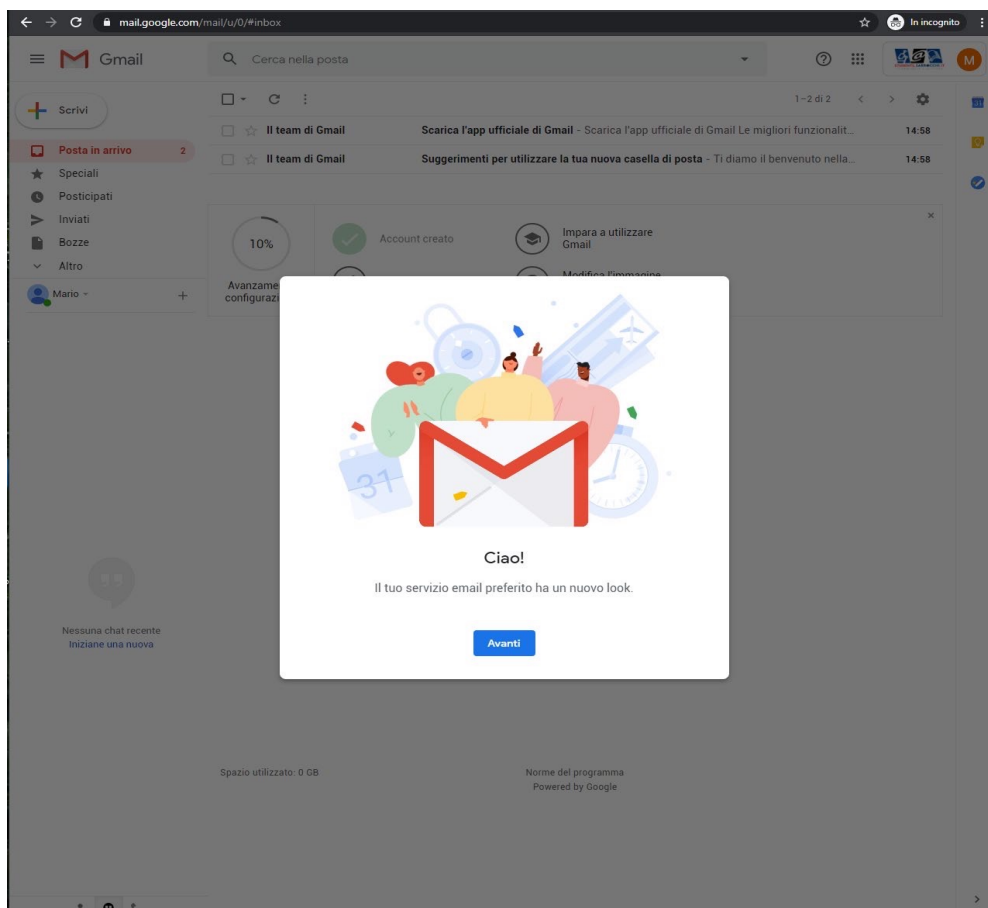 mail.google.com/mail/u/0/#inbox
In incognito
Gmail
Cerca nella posta
M
Scrivi
1–2 di 2
Posta in arrivo 2
Speciali
Posticipati
Inviati
Bozze
Altro
Mario
Il team di Gmail Scarica l'app ufficiale di Gmail - Scarica l'app ufficiale di Gmail Le migliori funzionalit... 14:58
Il team di Gmail Suggerimenti per utilizzare la tua nuova casella di posta - Ti diamo il benvenuto nella... 14:58
10%
Avanzame
configurazi
Account creato
Impara a utilizzare
Gmail
Modifica l'immagine
31
Ciao!
Il tuo servizio email preferito ha un nuovo look.
Avanti
Nessuna chat recente
Iniziane una nuova
Spazio utilizzato: 0 GB
Norme del programma
Powered by Google